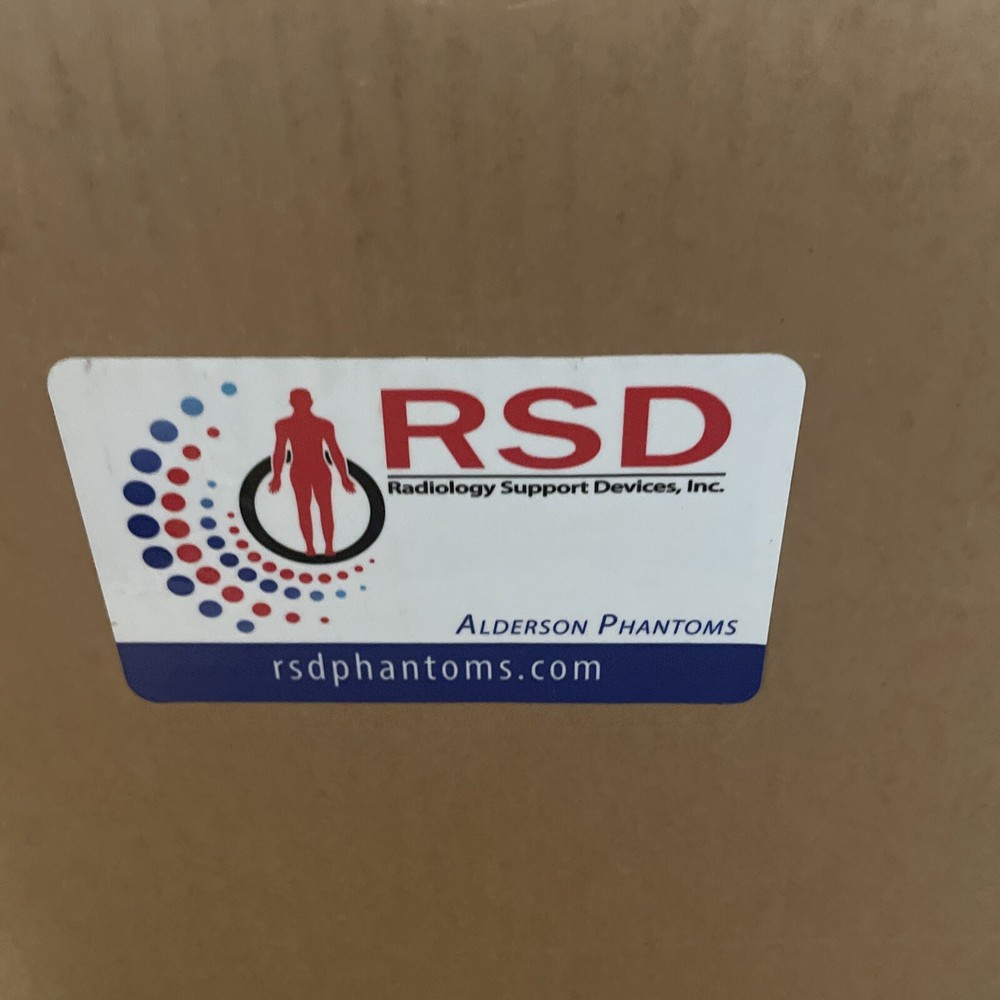 RSD
Radiology Support Devices, Inc.
ALDERSON PHANTOMS
rsdphantoms.com